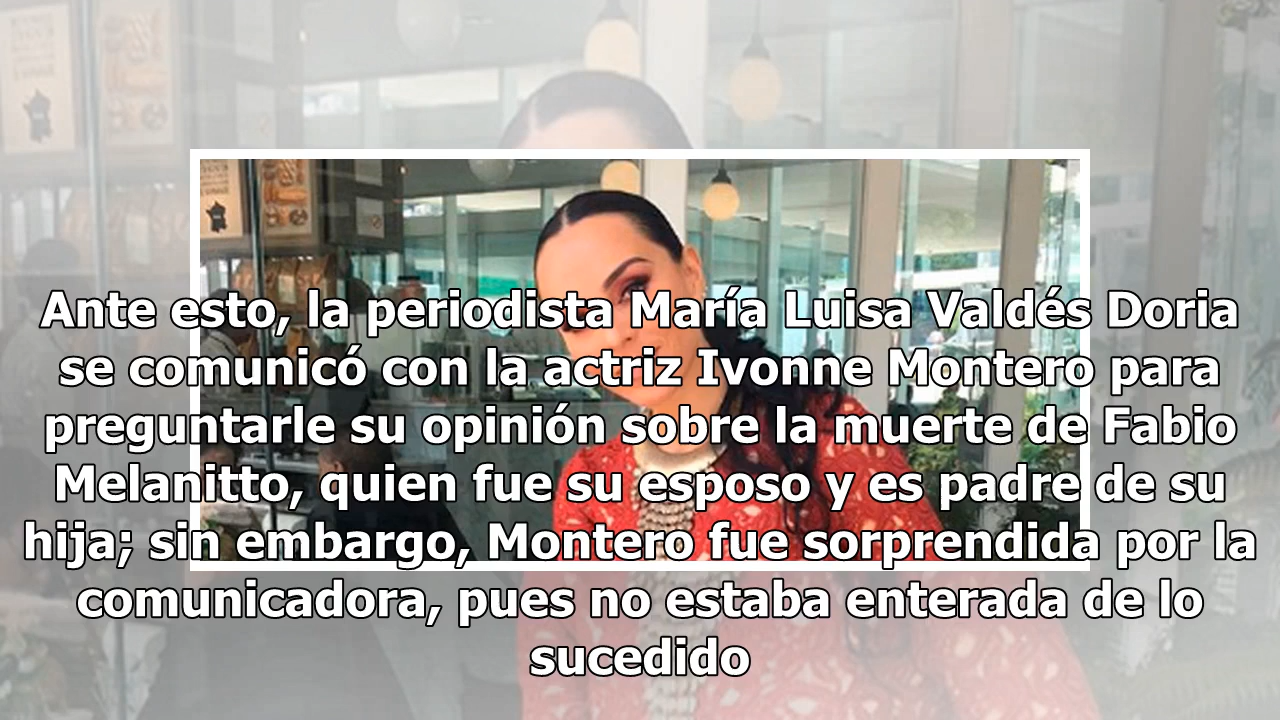 Ante esto, la periodista María Luisa Valdés Doria
se comunicó con la actriz Ivonne Montero para
preguntarle su opinión sobre la muerte de Fabio
Melanitto, quien fue su esposo y es padre de su
hija; sin embargo, Montero fue sorprendida por la
comunicadora, pues no estaba enterada de lo
sucedido